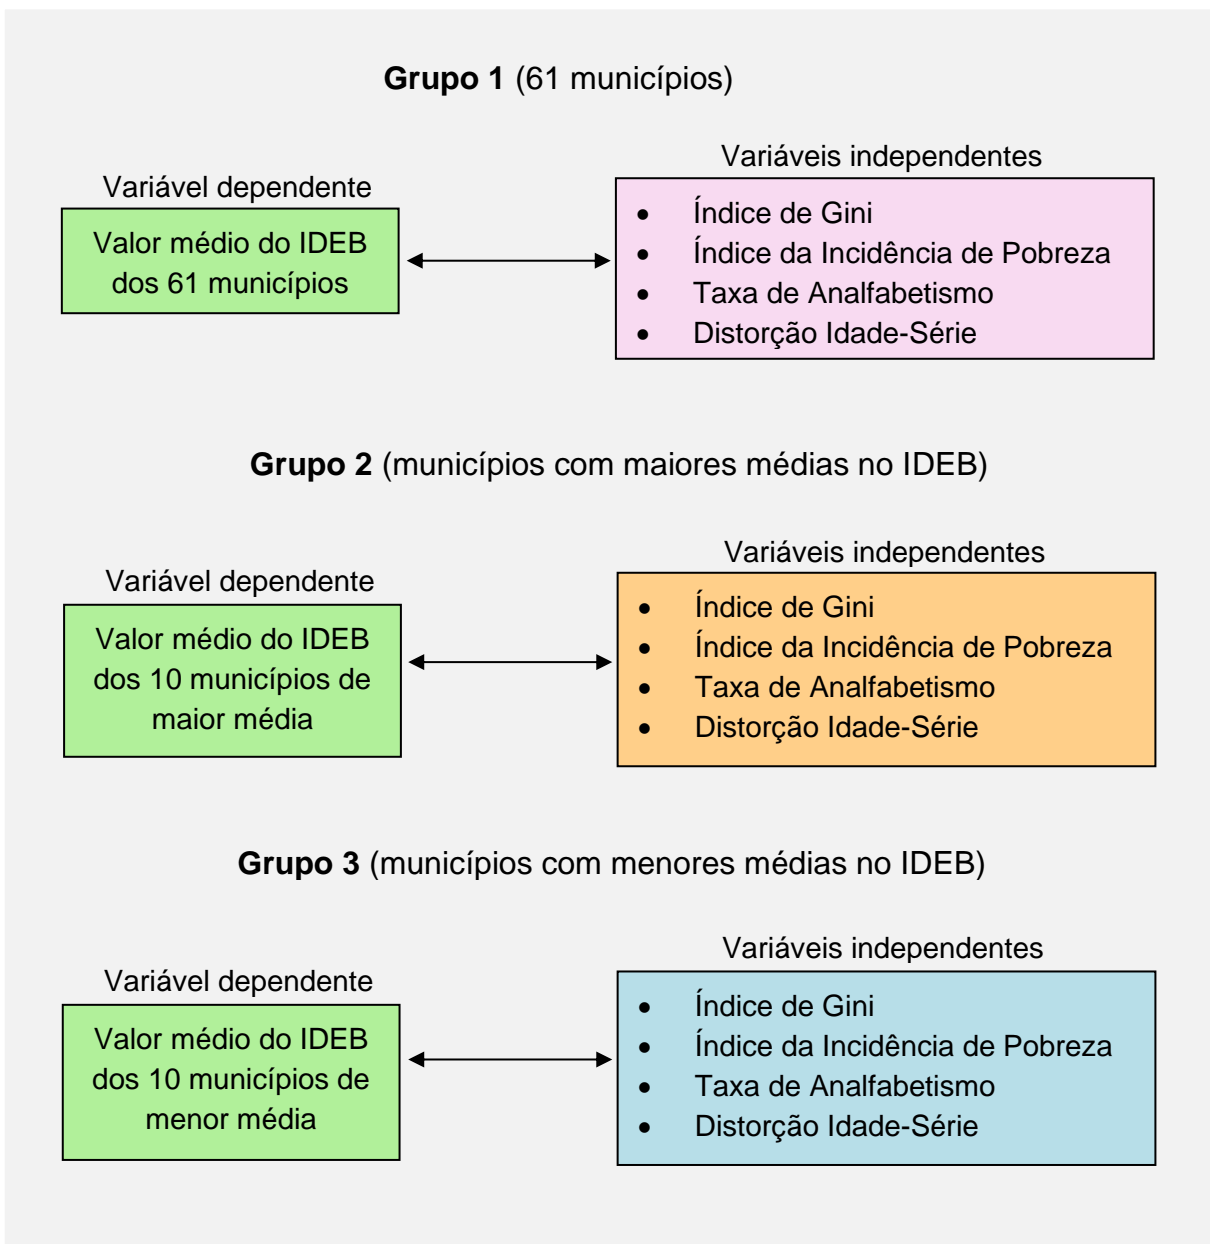 Grupo 1 (61 municípios)
Variável dependente
Valor médio do IDEB
dos 61 municípios
Variáveis independentes
• Índice de Gini
• Índice da Incidência de Pobreza
• Taxa de Analfabetismo
• Distorção Idade-Série
Grupo 2 (municípios com maiores médias no IDEB)
Variável dependente
Valor médio do IDEB
dos 10 municípios de
maior média
Variáveis independentes
• Índice de Gini
• Índice da Incidência de Pobreza
• Taxa de Analfabetismo
• Distorção Idade-Série
Grupo 3 (municípios com menores médias no IDEB)
Variável dependente
Valor médio do IDEB
dos 10 municípios de
menor média
Variáveis independentes
• Índice de Gini
• Índice da Incidência de Pobreza
• Taxa de Analfabetismo
• Distorção Idade-Série